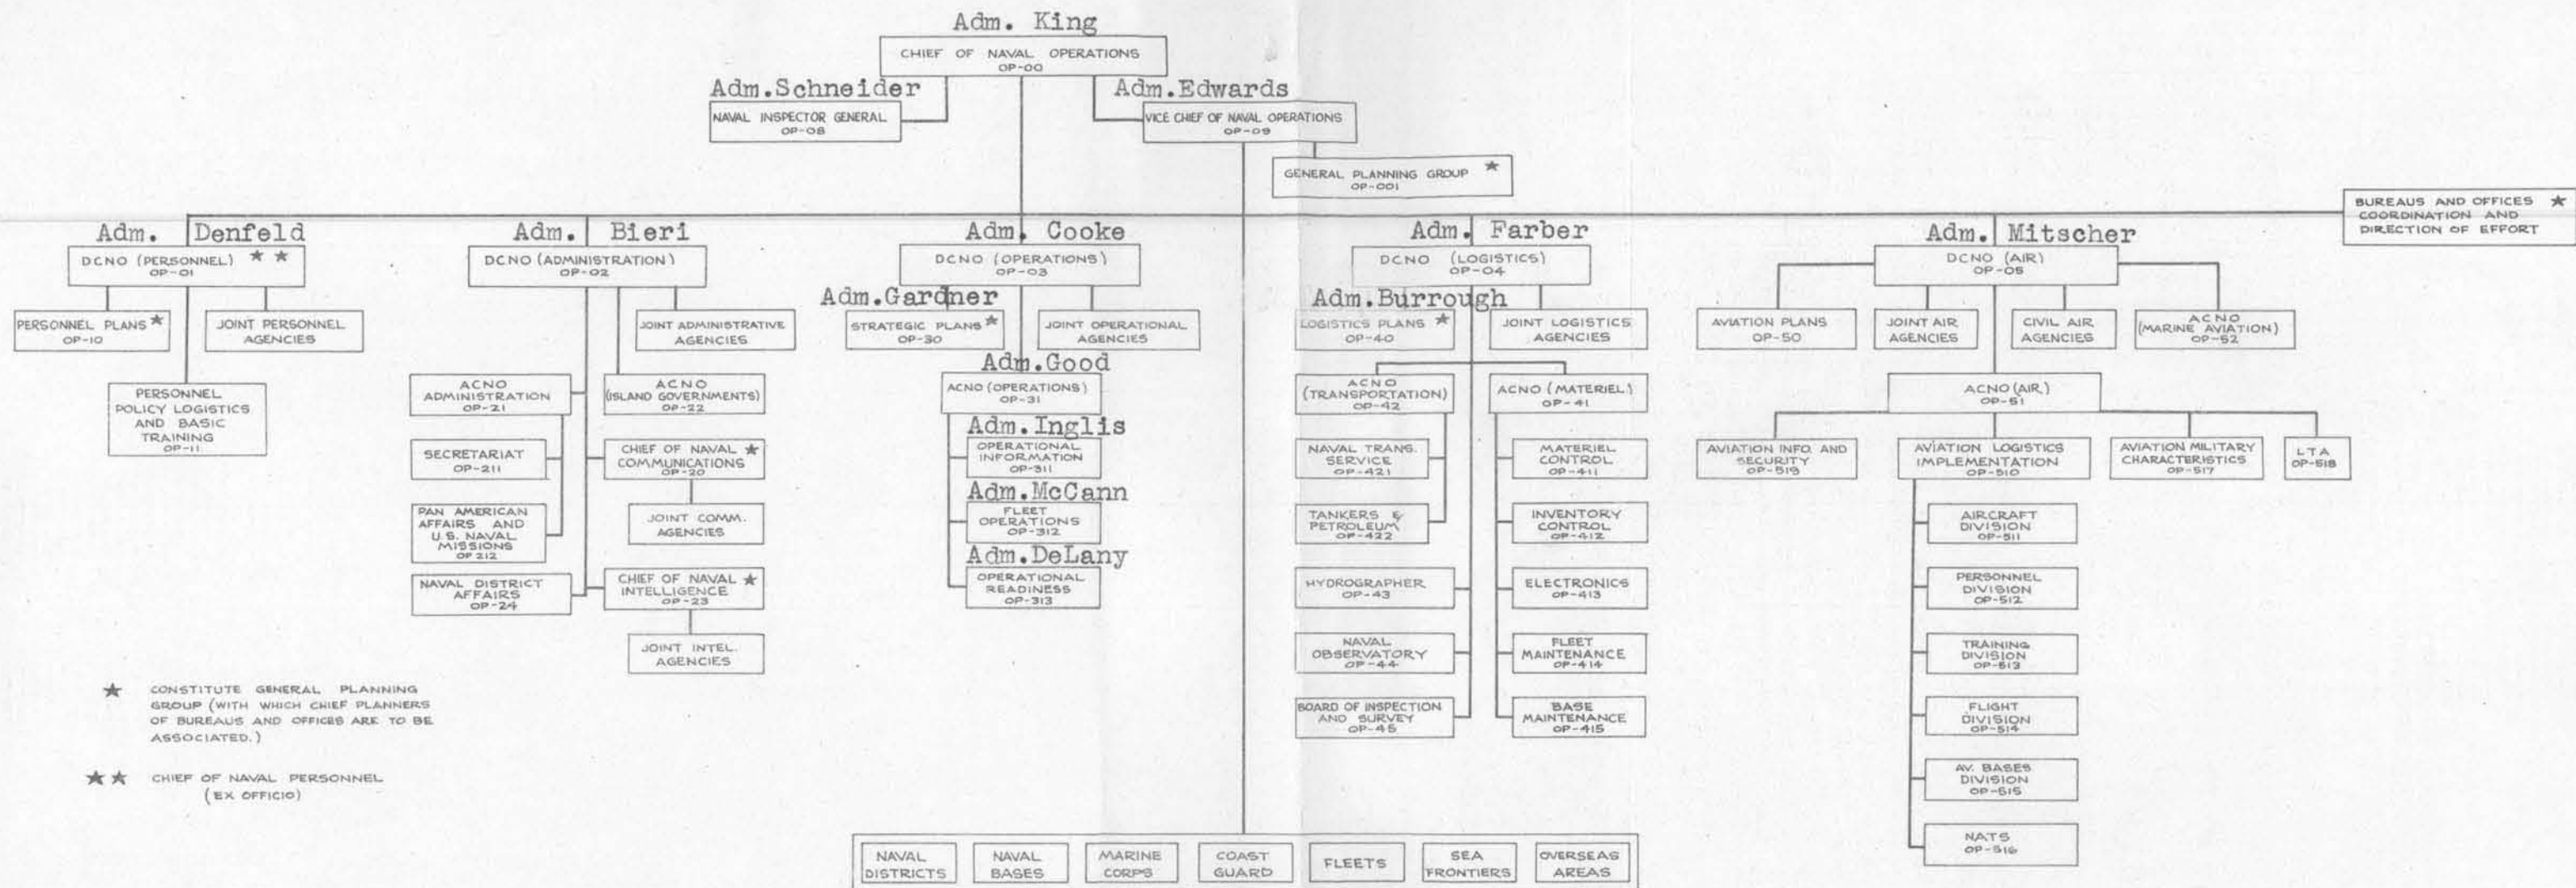 Adm. King
CHIEF OF NAVAL OPERATIONS
OP-00
Adm.Schneider
NAVAL INSPECTOR GENERAL
OP-08
Adm.Edwards
VICE CHIEF OF NAVAL OPERATIONS
OP-09
GENERAL PLANNING GROUP ★
OP-001
BUREAUS AND OFFICES ★
COORDINATION AND
DIRECTION OF EFFORT
Adm. Denfeld
DCNO (PERSONNEL) ★ ★
OP-01
PERSONNEL PLANS ★
OP-10
JOINT PERSONNEL
AGENCIES
PERSONNEL
POLICY LOGISTICS
AND BASIC
TRAINING
OP-11
Adm. Bieri
DCNO (ADMINISTRATION)
OP-02
JOINT ADMINISTRATIVE
AGENCIES
ACNO
ADMINISTRATION
OP-21
ACNO
(ISLAND GOVERNMENTS)
OP-22
SECRETARIAT
OP-211
CHIEF OF NAVAL ★
COMMUNICATIONS
OP-20
PAN AMERICAN
AFFAIRS AND
U.S. NAVAL
MISSIONS
OP 212
JOINT COMM.
AGENCIES
NAVAL DISTRICT
AFFAIRS
OP-24
CHIEF OF NAVAL ★
INTELLIGENCE
OP-23
JOINT INTEL.
AGENCIES
Adm. Cooke
DCNO (OPERATIONS)
OP-03
Adm.Gardner
STRATEGIC PLANS ★
OP-30
JOINT OPERATIONAL
AGENCIES
Adm.Good
ACNO (OPERATIONS)
OP-31
Adm.Inglis
OPERATIONAL
INFORMATION
OP-311
Adm.McCann
FLEET
OPERATIONS
OP-312
Adm.DeLany
OPERATIONAL
READINESS
OP-313
Adm. Farber
DCNO (LOGISTICS)
OP-04
Adm.Burrough
LOGISTICS PLANS ★
OP-40
JOINT LOGISTICS
AGENCIES
ACNO
(TRANSPORTATION)
OP-42
ACNO (MATERIEL)
OP-41
NAVAL TRANS.
SERVICE
OP-421
MATERIEL
CONTROL
OP-411
TANKERS &
PETROLEUM
OP-422
INVENTORY
CONTROL
OP-412
HYDROGRAPHER
OP-43
ELECTRONICS
OP-413
NAVAL
OBSERVATORY
OP-44
FLEET
MAINTENANCE
OP-414
BOARD OF INSPECTION
AND SURVEY
OP-45
BASE
MAINTENANCE
OP-415
Adm. Mitscher
DCNO (AIR)
OP-05
AVIATION PLANS
OP-50
JOINT AIR
AGENCIES
CIVIL AIR
AGENCIES
ACNO
(MARINE AVIATION)
OP-52
ACNO (AIR)
OP-51
AVIATION INFO. AND
SECURITY
OP-519
AVIATION LOGISTICS
IMPLEMENTATION
OP-510
AVIATION MILITARY
CHARACTERISTICS
OP-517
LTA
OP-518
AIRCRAFT
DIVISION
OP-511
PERSONNEL
DIVISION
OP-512
TRAINING
DIVISION
OP-513
FLIGHT
DIVISION
OP-514
AV. BASES
DIVISION
OP-515
NATS
OP-516
★ CONSTITUTE GENERAL PLANNING
GROUP (WITH WHICH CHIEF PLANNERS
OF BUREAUS AND OFFICES ARE TO BE
ASSOCIATED.)
★ ★ CHIEF OF NAVAL PERSONNEL
(EX OFFICIO)
NAVAL
DISTRICTS
NAVAL
BASES
MARINE
CORPS
COAST
GUARD
FLEETS
SEA
FRONTIERS
OVERSEAS
AREAS